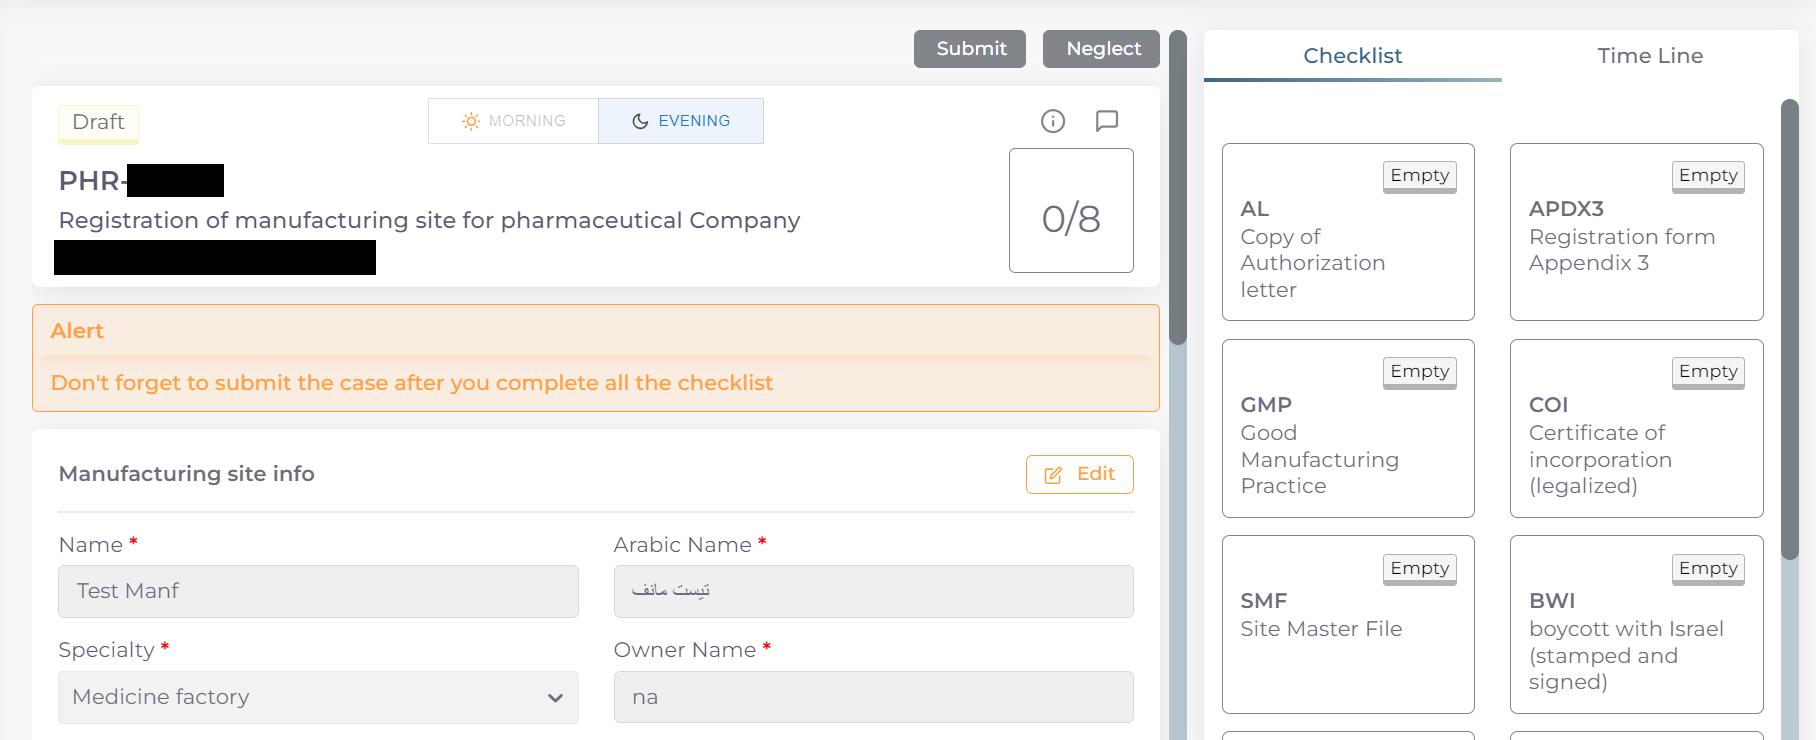 Submit
Neglect
Draft
MORNING
EVENING
PHR-
Registration of manufacturing site for pharmaceutical Company
0/8
Alert
Don't forget to submit the case after you complete all the checklist
Manufacturing site info
Edit
Name *
Arabic Name *
Test Manf
تيست مانف
Specialty *
Owner Name *
Medicine factory
na
Checklist
Time Line
Empty
AL
Copy of
Authorization
letter
Empty
APDX3
Registration form
Appendix 3
Empty
GMP
Good
Manufacturing
Practice
Empty
COI
Certificate of
incorporation
(legalized)
Empty
SMF
Site Master File
Empty
BWI
boycott with Israel
(stamped and
signed)